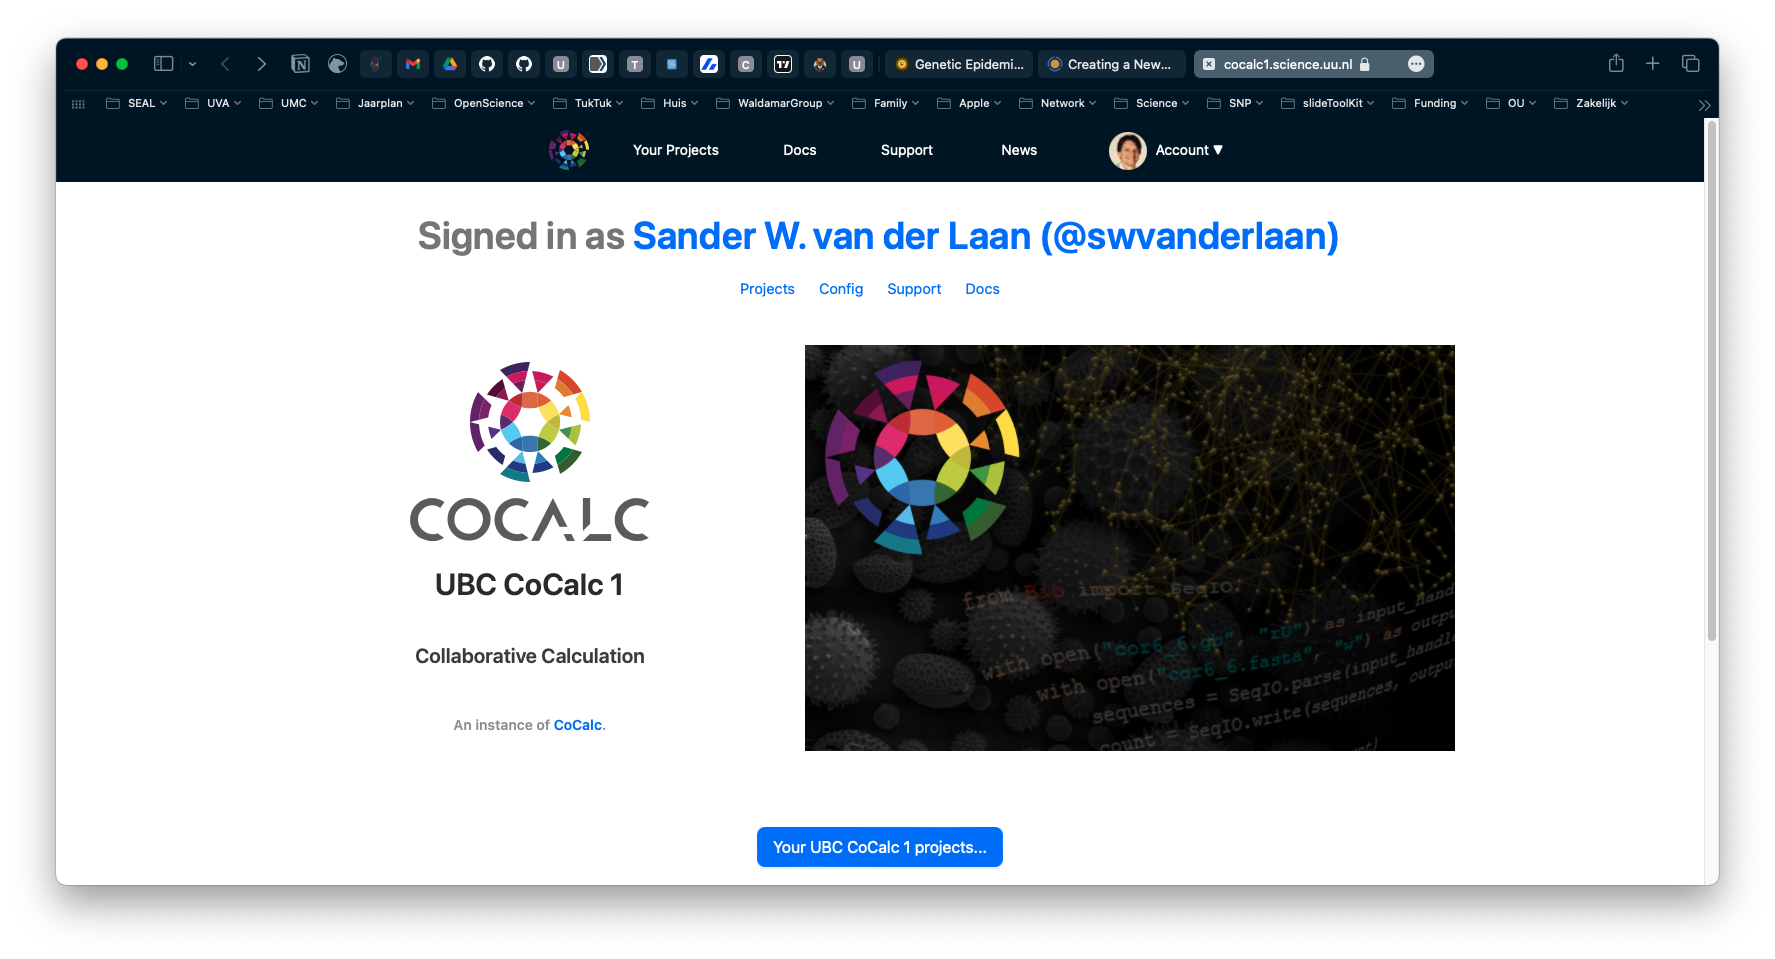 U T C TV U Genetic Epidemi... Creating a New... cocalc1.science.uu.nl
SEAL UVA UMC Jaarplan OpenScience TukTuk Huis WaldamarGroup Family Apple Network Science SNP slideToolKit Funding OU Zakelijk
Your Projects Docs Support News Account ▼
Signed in as Sander W. van der Laan (@swvanderlaan)
Projects Config Support Docs
COCALC
UBC CoCalc 1
Collaborative Calculation
An instance of CoCalc.
from Bio import SeqIO
with open("cor6_6.gb", "rU") as input_hand
with open("cor6_6.fasta", "w") as outpu
sequences = SeqIO.parse(input_handle
count = SeqIO.write(sequences, outpu
Your UBC CoCalc 1 projects...